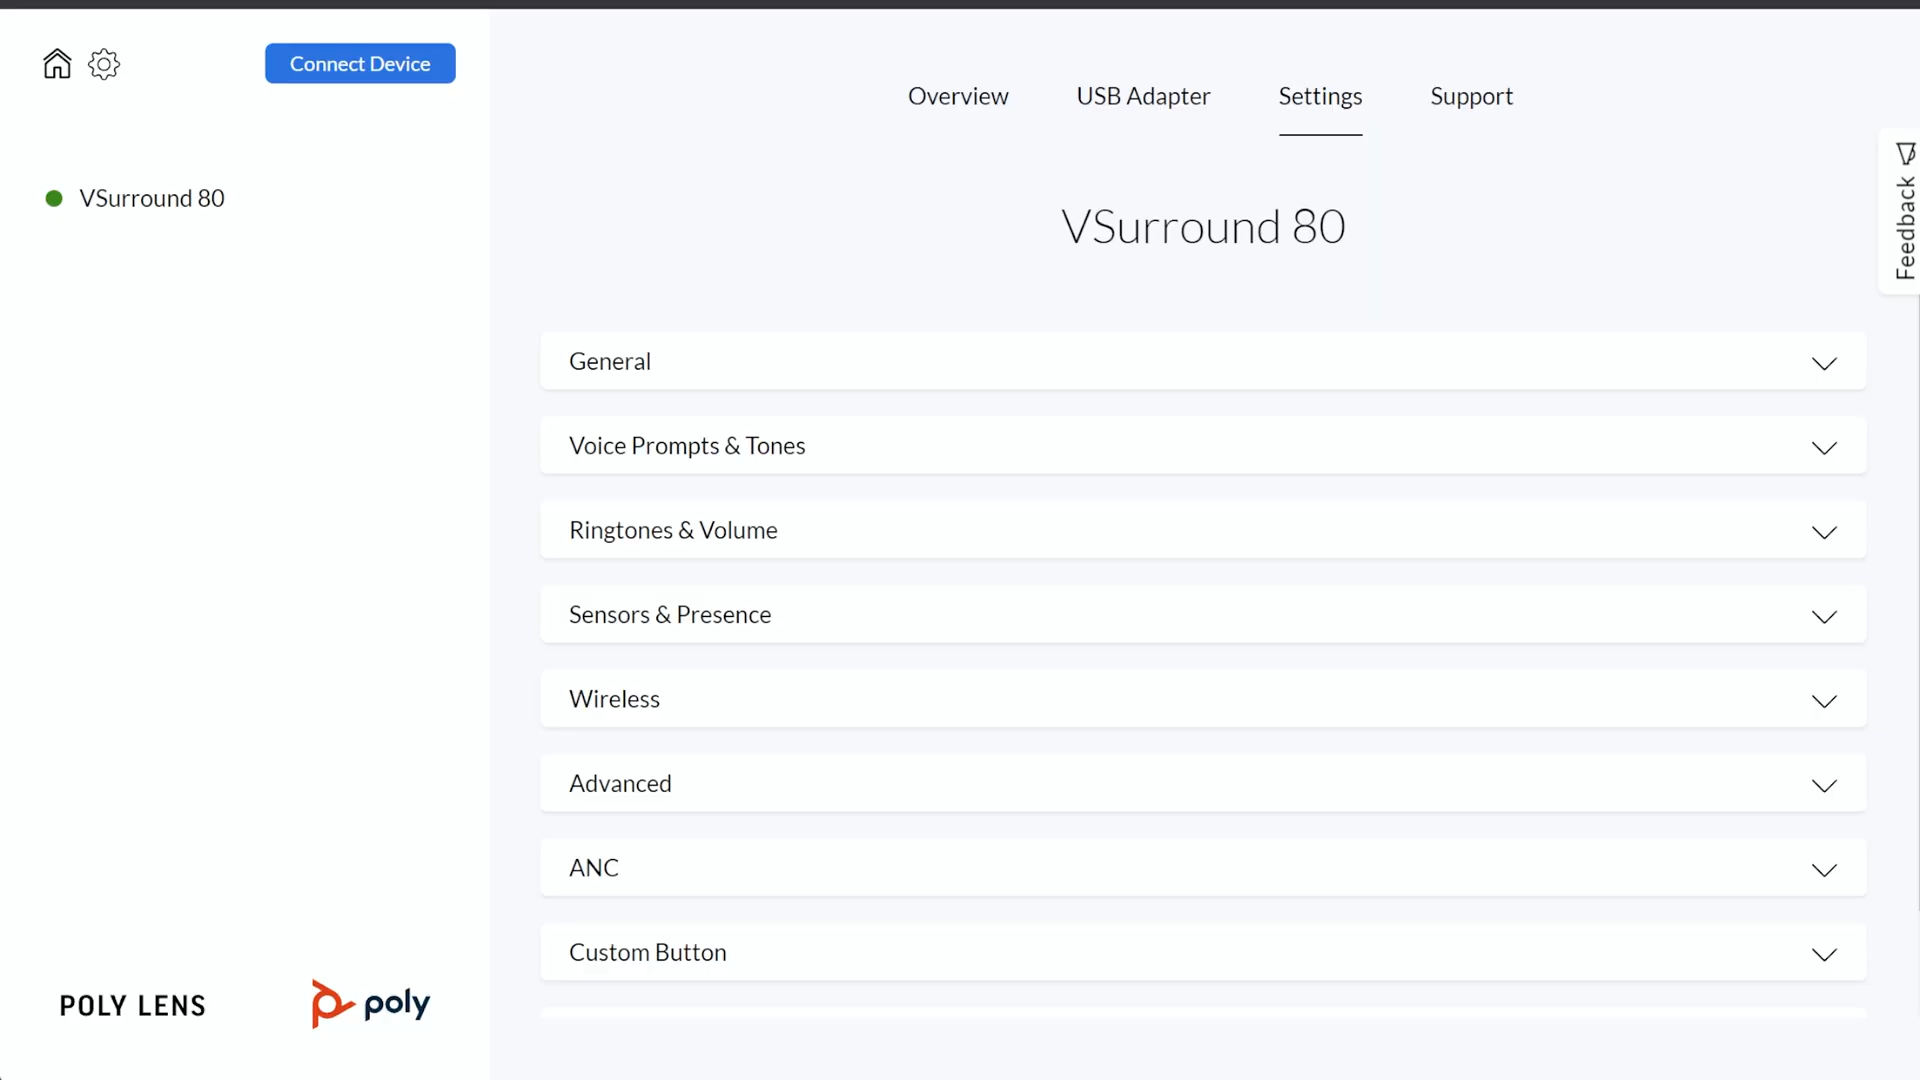 Connect Device
Overview
USB Adapter
Settings
Support
Feedback
VSurround 80
VSurround 80
General
Voice Prompts & Tones
Ringtones & Volume
Sensors & Presence
Wireless
Advanced
ANC
Custom Button
POLY LENS
poly